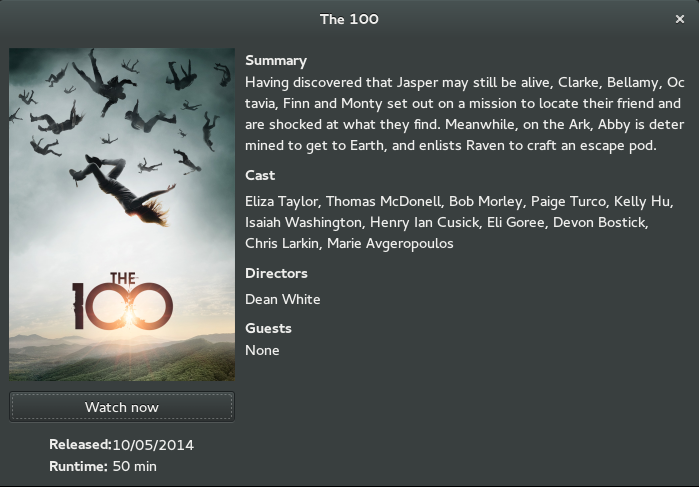 The 100
×
Summary
Having discovered that Jasper may still be alive, Clarke, Bellamy, Oc
tavia, Finn and Monty set out on a mission to locate their friend and
are shocked at what they find. Meanwhile, on the Ark, Abby is deter
mined to get to Earth, and enlists Raven to craft an escape pod.
Cast
Eliza Taylor, Thomas McDonell, Bob Morley, Paige Turco, Kelly Hu,
Isaiah Washington, Henry Ian Cusick, Eli Goree, Devon Bostick,
Chris Larkin, Marie Avgeropoulos
Directors
Dean White
Guests
None
THE
100
Watch now
Released:10/05/2014
Runtime: 50 min